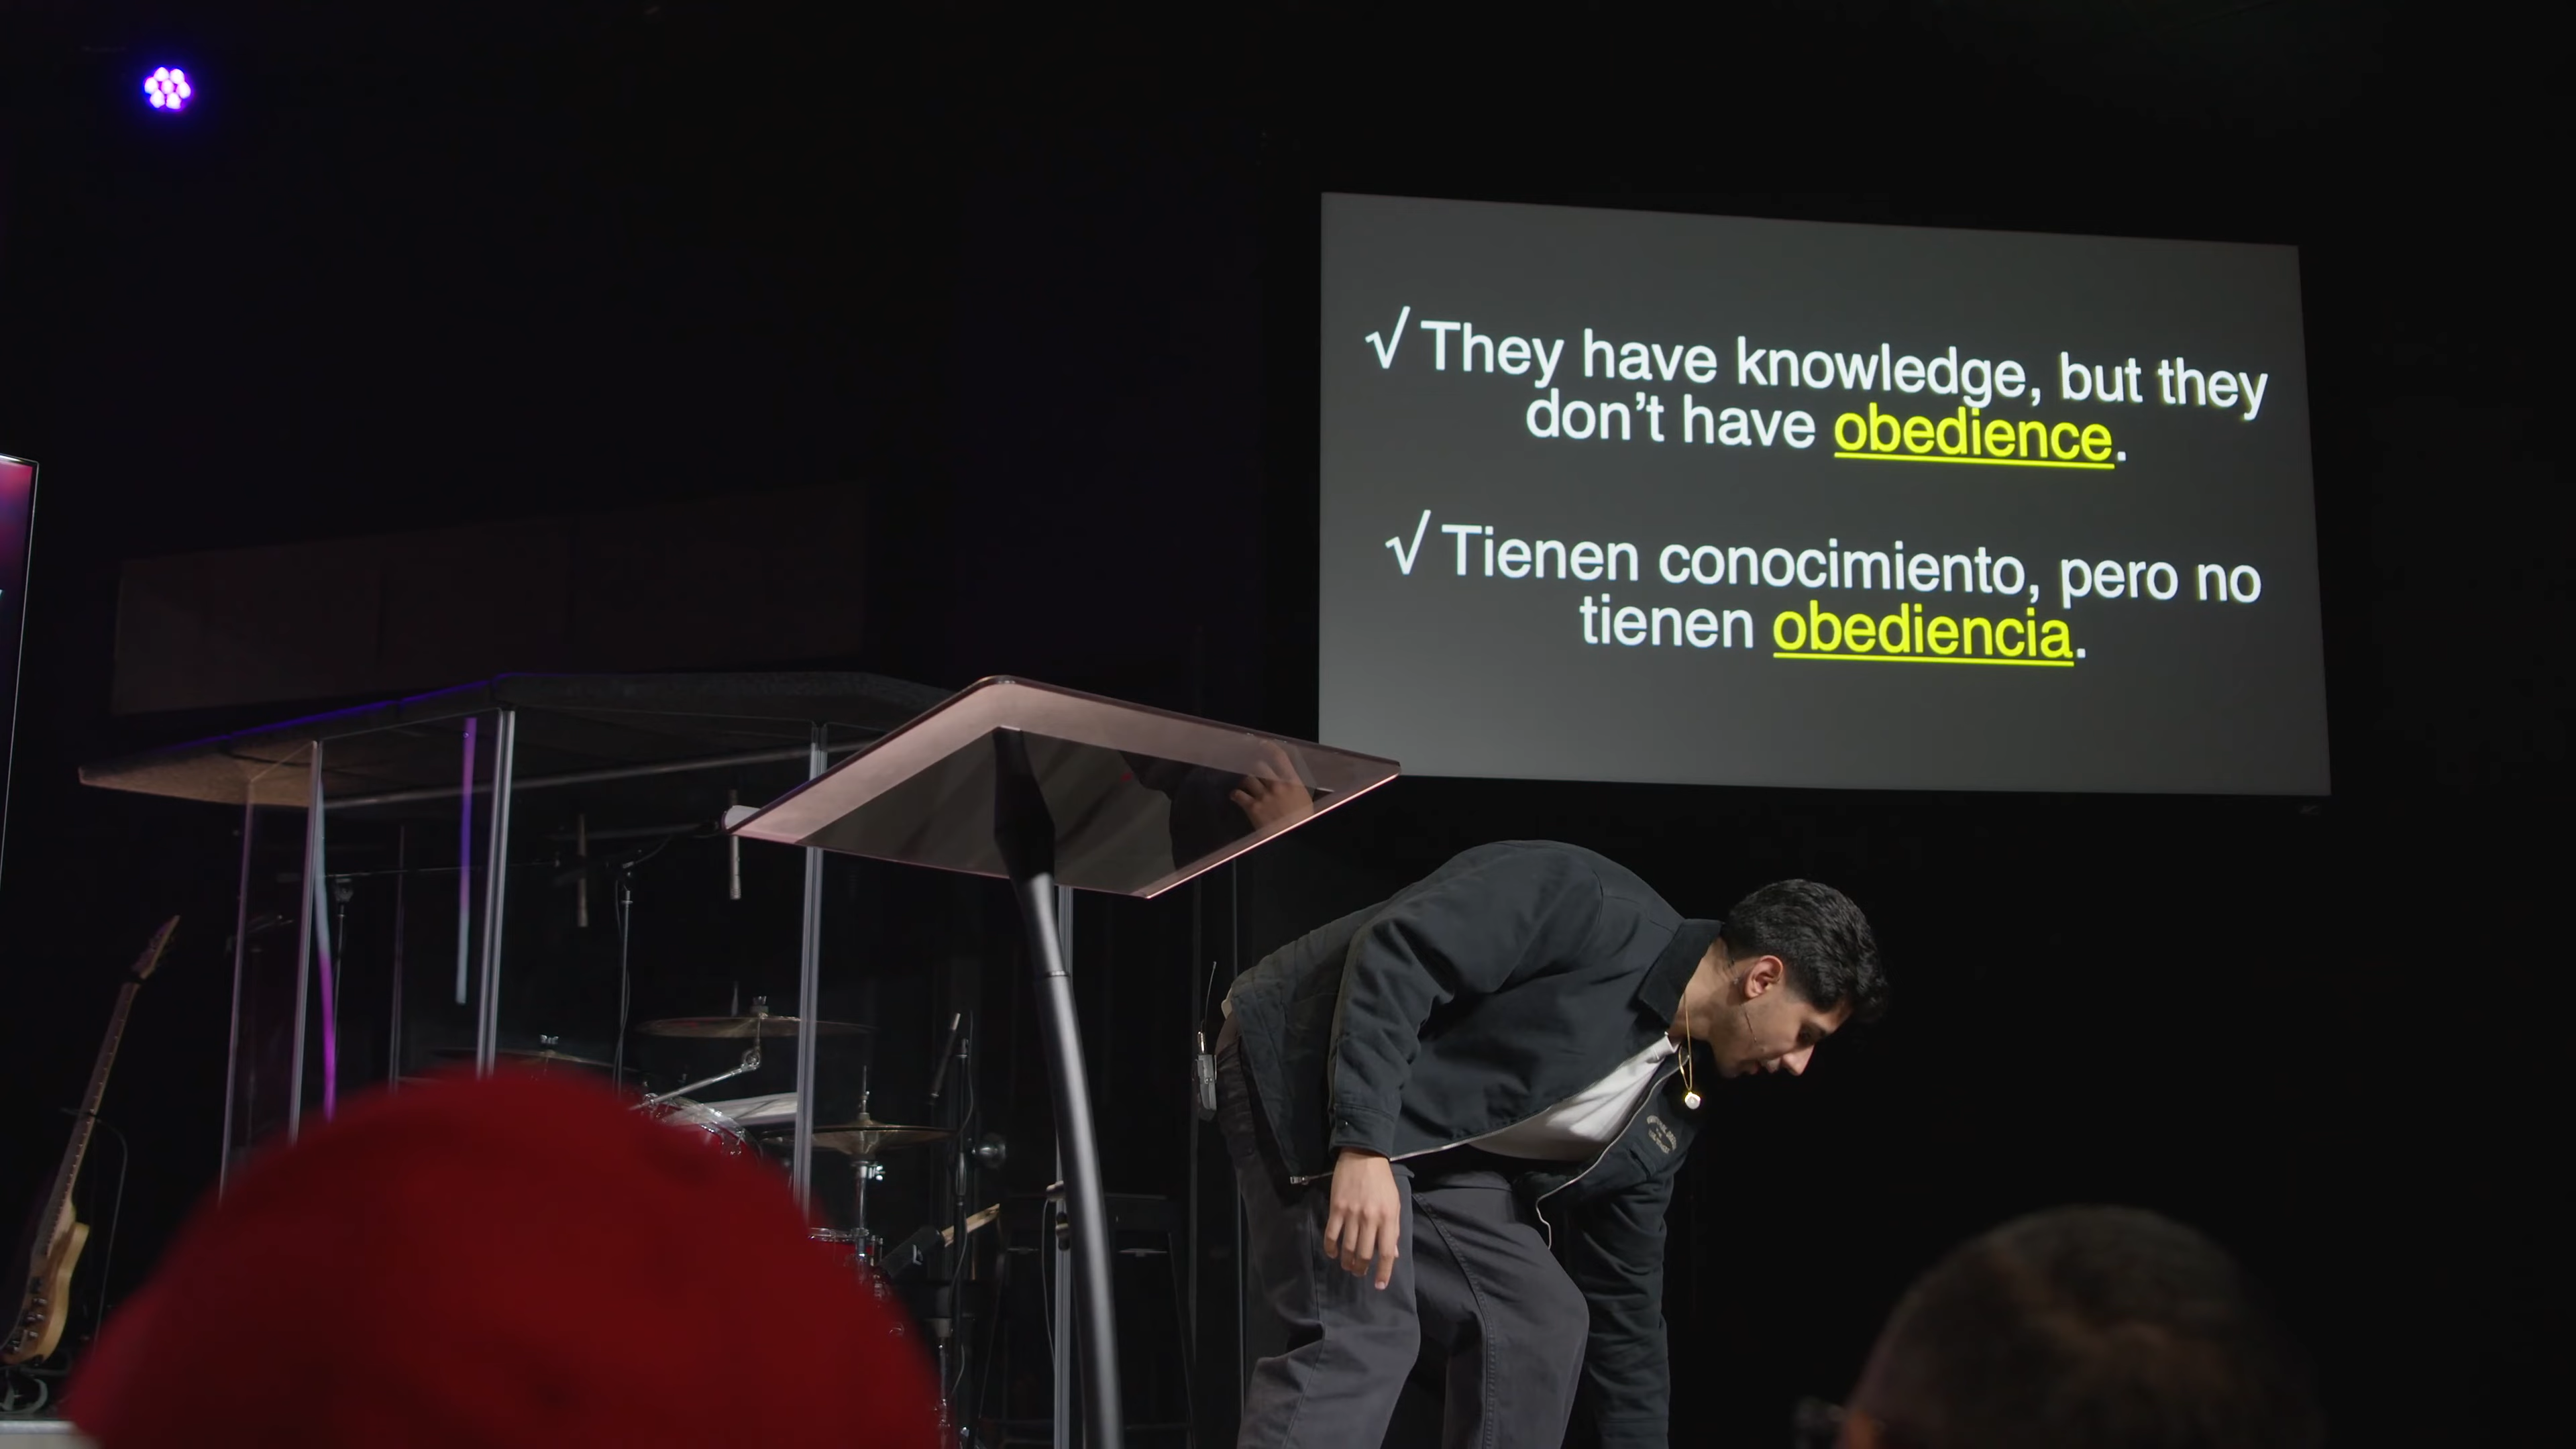 √ They have knowledge, but they
don't have obedience.
√ Tienen conocimiento, pero no
tienen obediencia.